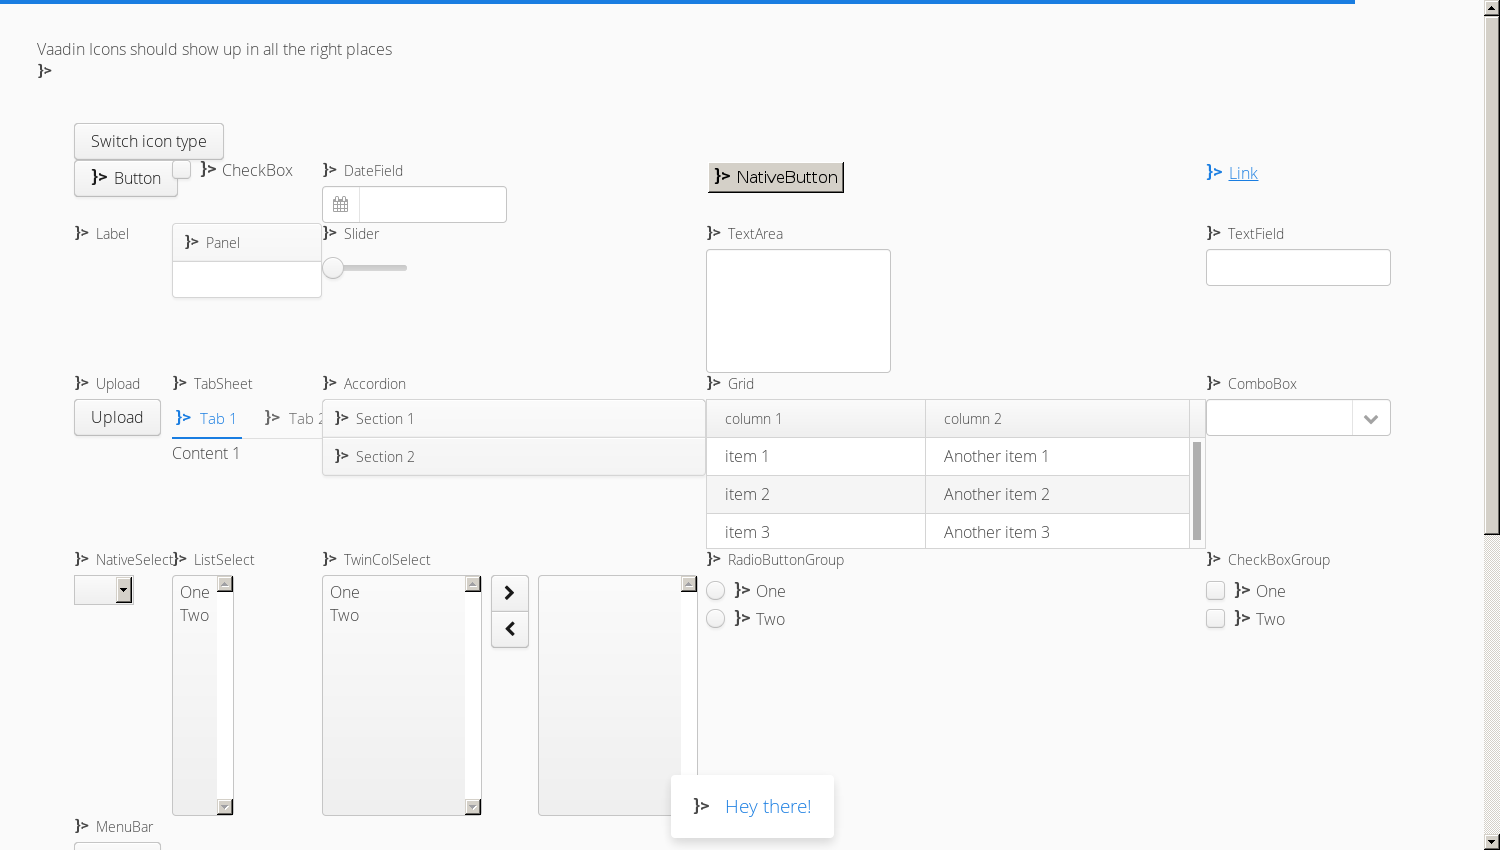 Vaadin Icons should show up in all the right places
Switch icon type
Button
CheckBox
DateField
NativeButton
Link
Label
Panel
Slider
TextArea
TextField
Upload
TabSheet
Accordion
Grid
ComboBox
Upload
Tab 1
Tab 2
Section 1
column 1
column 2
Content 1
Section 2
item 1
Another item 1
item 2
Another item 2
item 3
Another item 3
NativeSelect
ListSelect
TwinColSelect
RadioButtonGroup
CheckBoxGroup
One
Two
One
Two
One
Two
One
Two
Hey there!
MenuBar